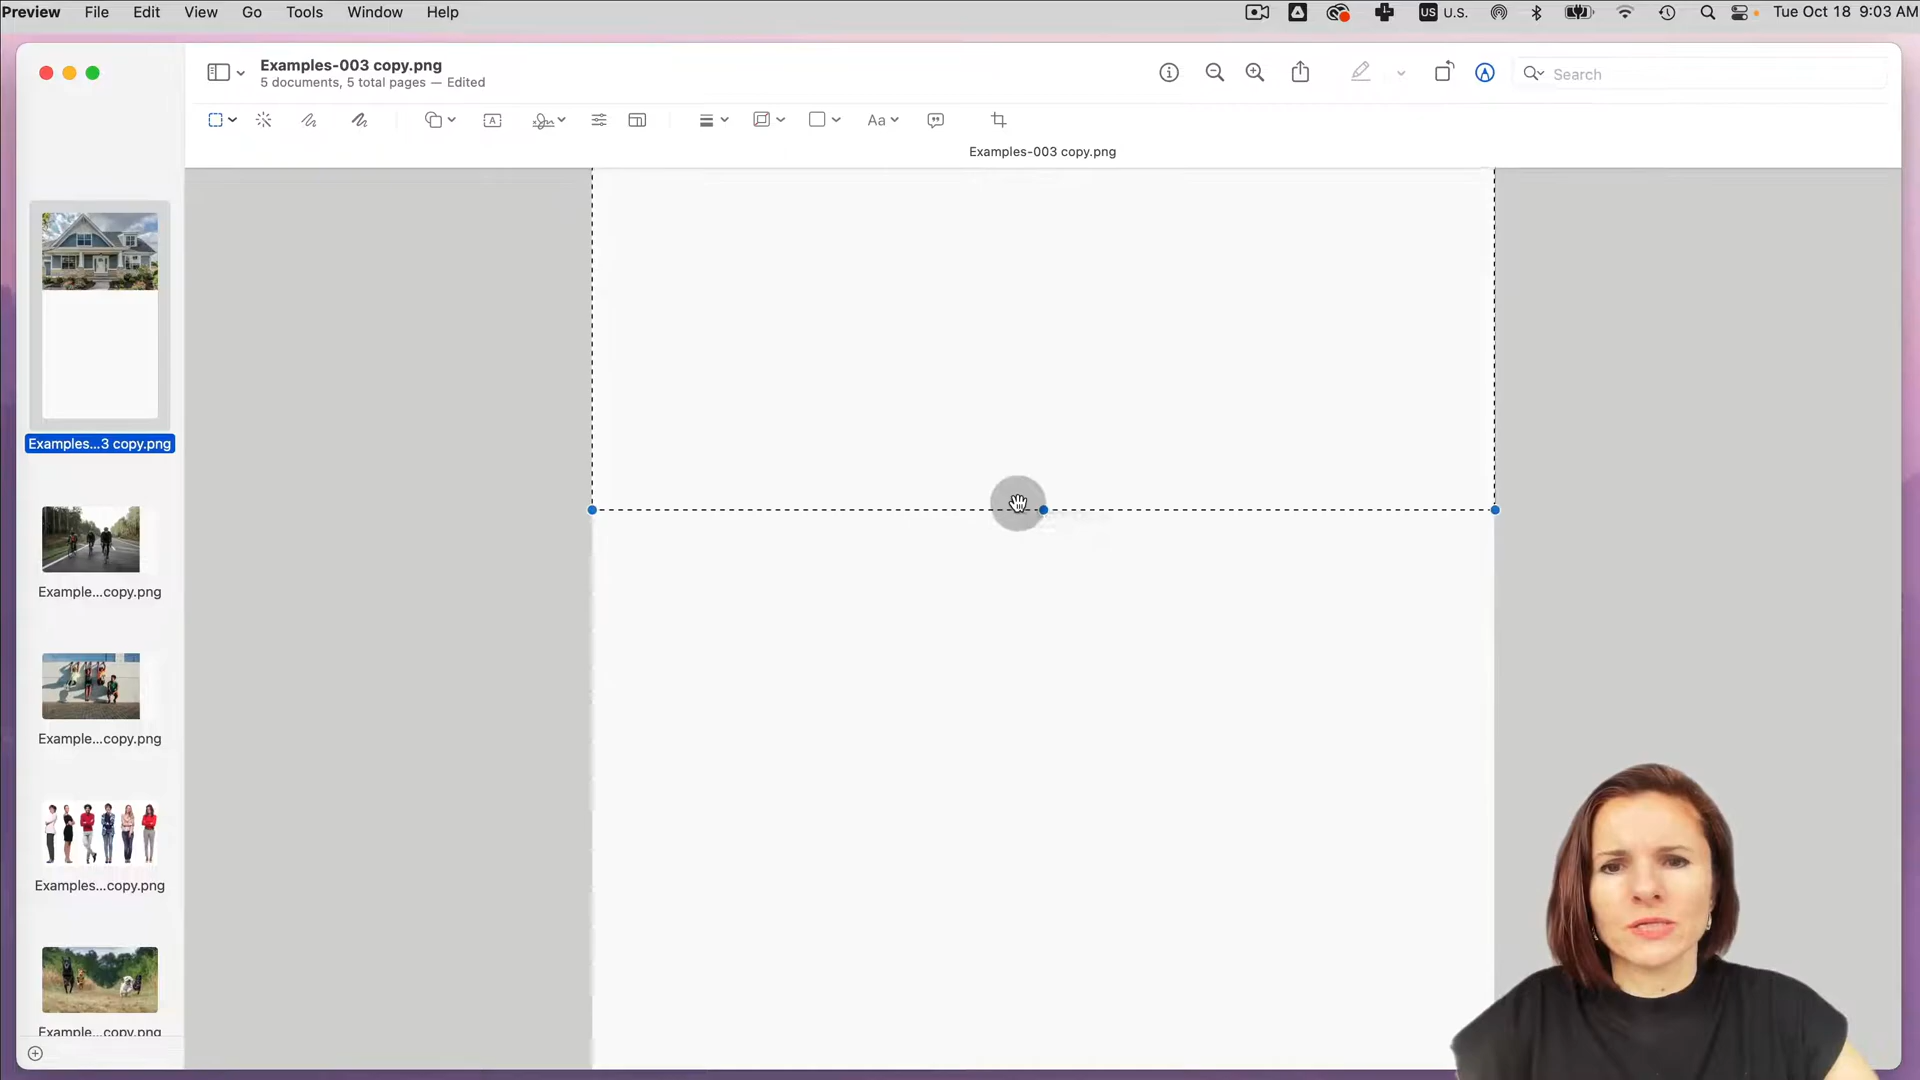 Preview File Edit View Go Tools Window Help US U.S. Tue Oct 18 9:03 AM
Examples-003 copy.png
5 documents, 5 total pages — Edited
Search
A Aa
Examples-003 copy.png
Examples...3 copy.png
Example...copy.png
Example...copy.png
Examples...copy.png
Example...copy.png